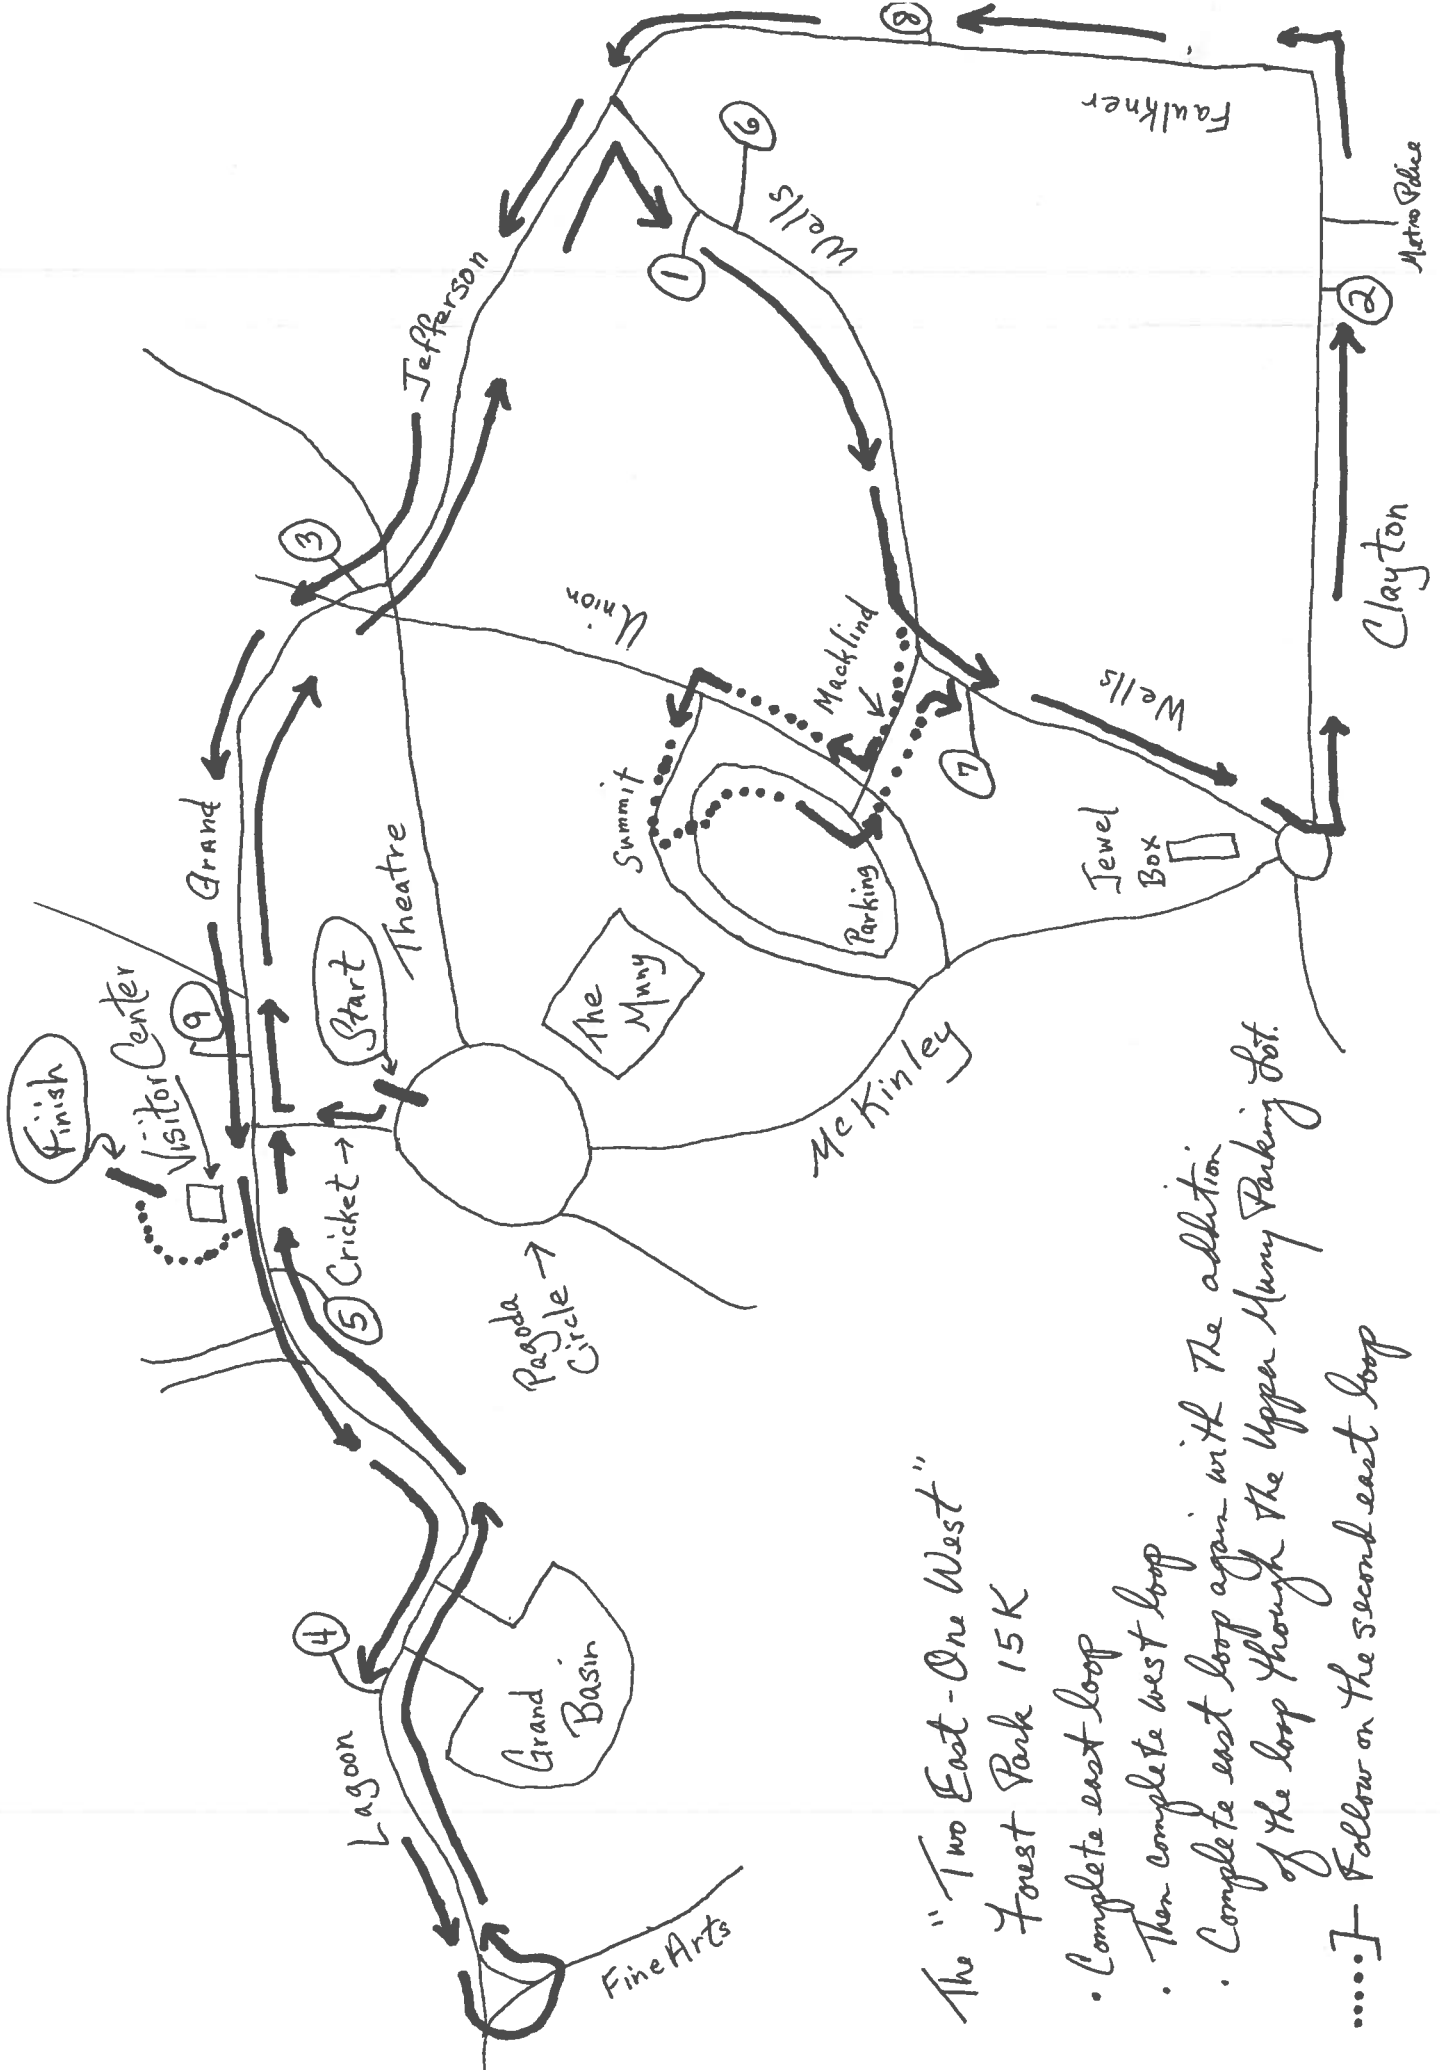 Finish
Visitor Center
9
Start
Grand
Theatre
Cricket →
5
Pagoda
Circle →
The
Muny
McKinley
Summit
Parking
Macklind
Union
3
Jefferson
1
6
Wells
Faulkner
8
7
Wells
Jewel
Box
Clayton
2
Metro Police
4
Lagoon
Grand
Basin
Fine Arts
The "Two East-One West"
Forest Park 15K
• Complete east loop
• Then complete west loop
• Complete east loop again with the addition
of the loop though the Upper Muny Parking Lot.
.....]- Follow on the second east loop